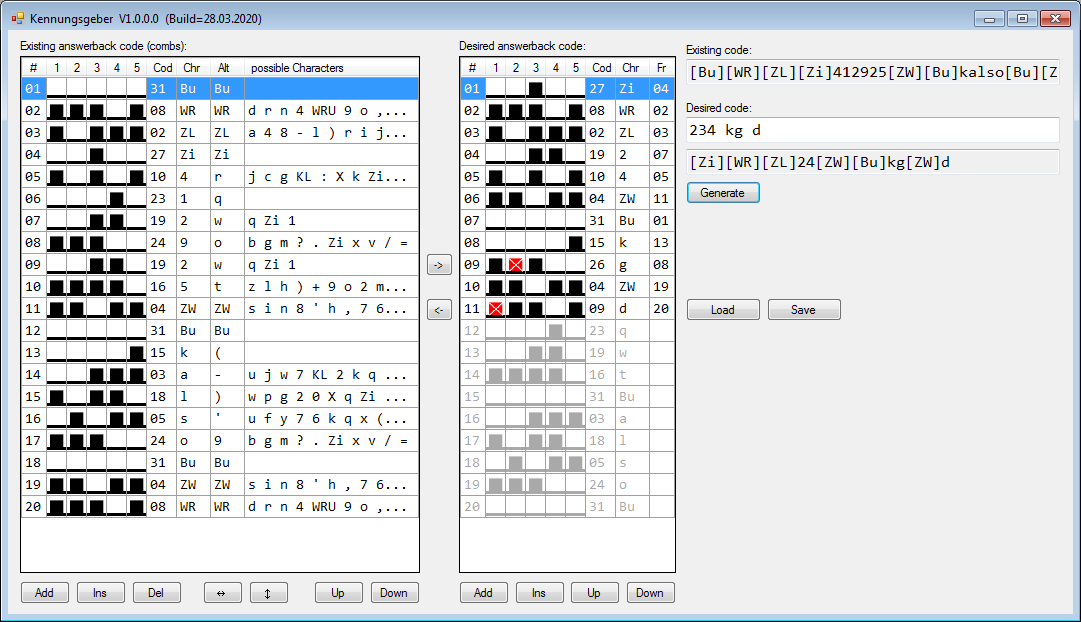 Kennungsgeber V1.0.0.0 (Build=28.03.2020)
Existing answerback code (combs):
# 1 2 3 4 5 Cod Chr Alt possible Characters
01 31 Bu Bu
02 08 WR WR d r n 4 WRU 9 o ,...
03 02 ZL ZL a 4 8 - l ) r i j...
04 27 Zi Zi
05 10 4 r j c g KL : X k Zi...
06 23 1 q
07 19 2 w q Zi 1
08 24 9 o b g m ? . Zi x v / =
09 19 2 w q Zi 1
10 16 5 t z l h ) + 9 o 2 m...
11 04 ZW ZW s i n 8 ' h , 7 6...
12 31 Bu Bu
13 15 k (
14 03 a - u j w 7 KL 2 k q ...
15 18 l ) w p g 2 0 X q Zi ...
16 05 s ' u f y 7 6 k q x (...
17 24 o 9 b g m ? . Zi x v / =
18 31 Bu Bu
19 04 ZW ZW s i n 8 ' h , 7 6...
20 08 WR WR d r n 4 WRU 9 o ,...
Add Ins Del ↔ ↕ Up Down
->
<-
Desired answerback code:
# 1 2 3 4 5 Cod Chr Fr
01 27 Zi 04
02 08 WR 02
03 02 ZL 03
04 19 2 07
05 10 4 05
06 04 ZW 11
07 31 Bu 01
08 15 k 13
09 26 g 08
10 04 ZW 19
11 09 d 20
12 23 q
13 19 w
14 16 t
15 31 Bu
16 03 a
17 18 l
18 05 s
19 24 o
20 31 Bu
Add Ins Up Down
Existing code:
[Bu][WR][ZL][Zi]412925[ZW][Bu]kalso[Bu][Z
Desired code:
234 kg d
[Zi][WR][ZL]24[ZW][Bu]kg[ZW]d
Generate
Load Save